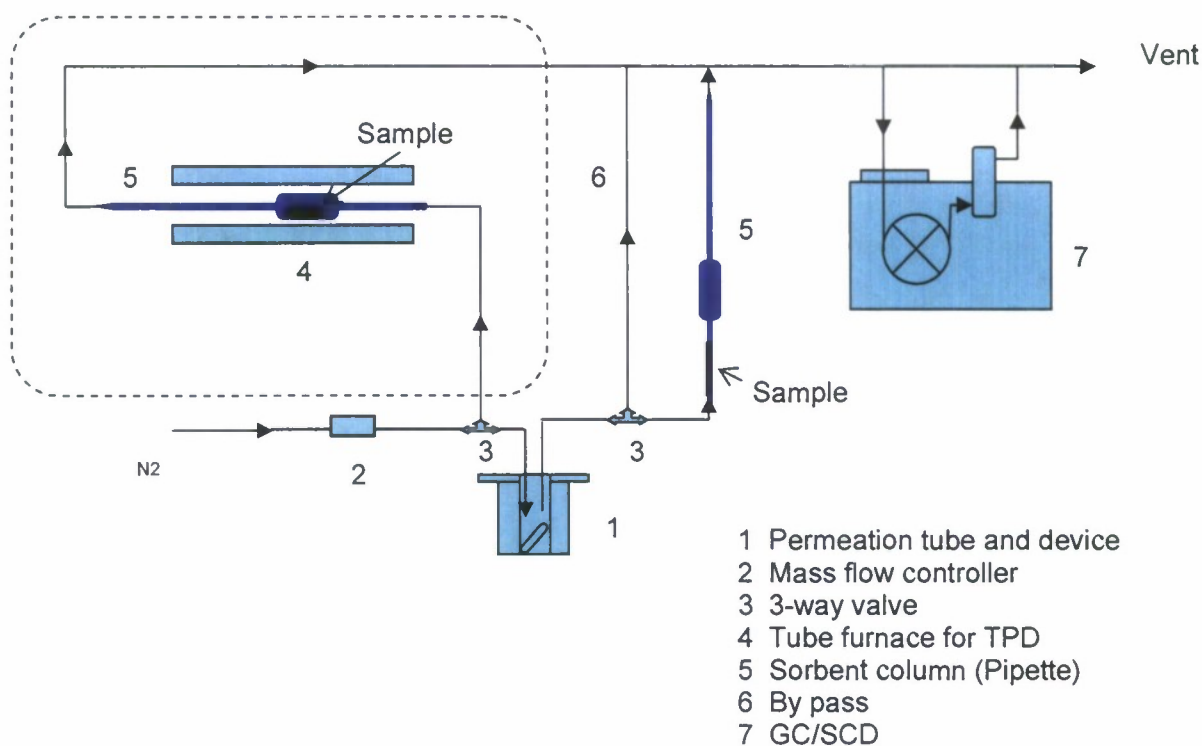 Vent
Sample
5
6
5
4
7
Sample
3
3
N2
2
1
1 Permeation tube and device
2 Mass flow controller
3 3-way valve
4 Tube furnace for TPD
5 Sorbent column (Pipette)
6 By pass
7 GC/SCD